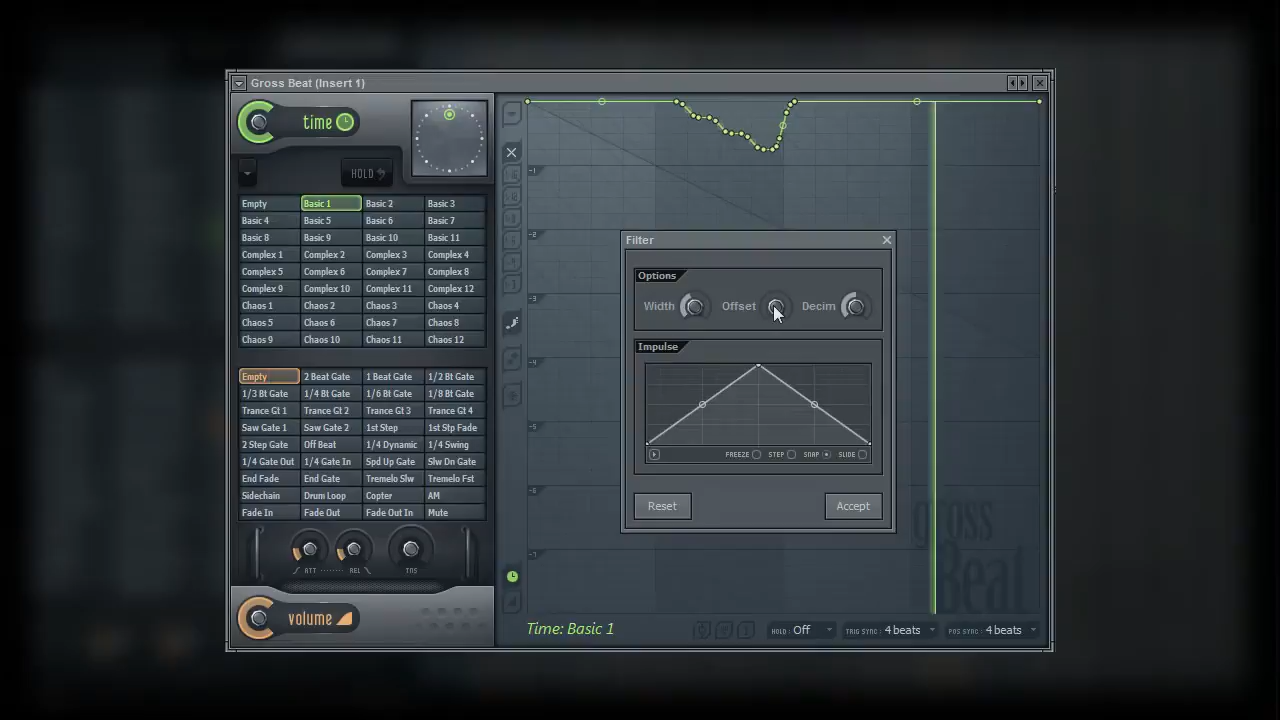 Gross Beat (Insert 1)
time
HOLD
Empty Basic 1 Basic 2 Basic 3
Basic 4 Basic 5 Basic 6 Basic 7
Basic 8 Basic 9 Basic 10 Basic 11
Complex 1 Complex 2 Complex 3 Complex 4
Complex 5 Complex 6 Complex 7 Complex 8
Complex 9 Complex 10 Complex 11 Complex 12
Chaos 1 Chaos 2 Chaos 3 Chaos 4
Chaos 5 Chaos 6 Chaos 7 Chaos 8
Chaos 9 Chaos 10 Chaos 11 Chaos 12
Empty 2 Beat Gate 1 Beat Gate 1/2 Bt Gate
1/3 Bt Gate 1/4 Bt Gate 1/6 Bt Gate 1/8 Bt Gate
Trance Gt 1 Trance Gt 2 Trance Gt 3 Trance Gt 4
Saw Gate 1 Saw Gate 2 1st Step 1st Stp Fade
2 Step Gate Off Beat 1/4 Dynamic 1/4 Swing
1/4 Gate Out 1/4 Gate In Spd Up Gate Slw Dn Gate
End Fade End Gate Tremelo Slw Tremelo Fst
Sidechain Drum Loop Copter AM
Fade In Fade Out Fade Out In Mute
ATT REL TNS
volume
-1
-2
-3
-4
-5
-6
-7
Filter
Options
Width Offset Decim
Impulse
FREEZE STEP SNAP SLIDE
Reset Accept
gross
Beat
Time: Basic 1
HOLD: Off TRIG SYNC: 4 beats POS SYNC: 4 beats